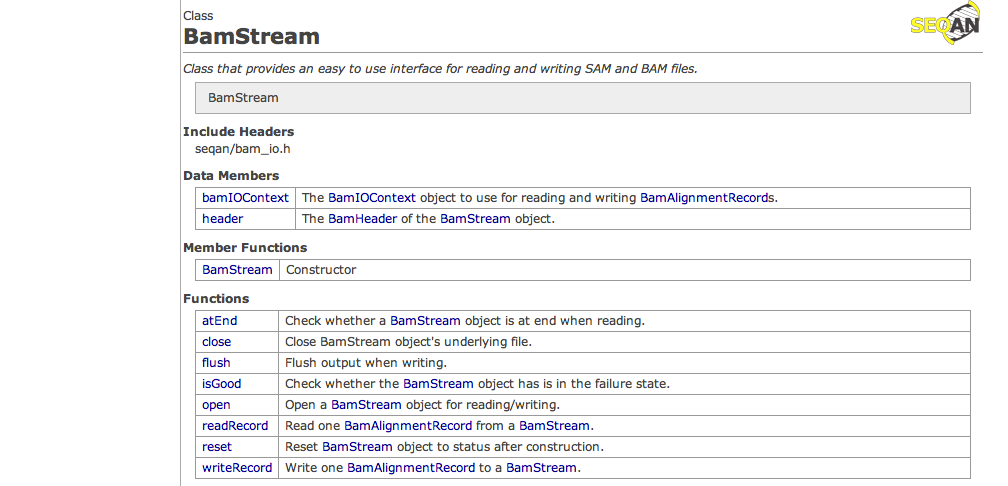 Class
SEQAN
BamStream
Class that provides an easy to use interface for reading and writing SAM and BAM files.
BamStream
Include Headers
seqan/bam_io.h
Data Members
bamIOContext The BamIOContext object to use for reading and writing BamAlignmentRecords.
header The BamHeader of the BamStream object.
Member Functions
BamStream Constructor
Functions
atEnd Check whether a BamStream object is at end when reading.
close Close BamStream object's underlying file.
flush Flush output when writing.
isGood Check whether the BamStream object has is in the failure state.
open Open a BamStream object for reading/writing.
readRecord Read one BamAlignmentRecord from a BamStream.
reset Reset BamStream object to status after construction.
writeRecord Write one BamAlignmentRecord to a BamStream.